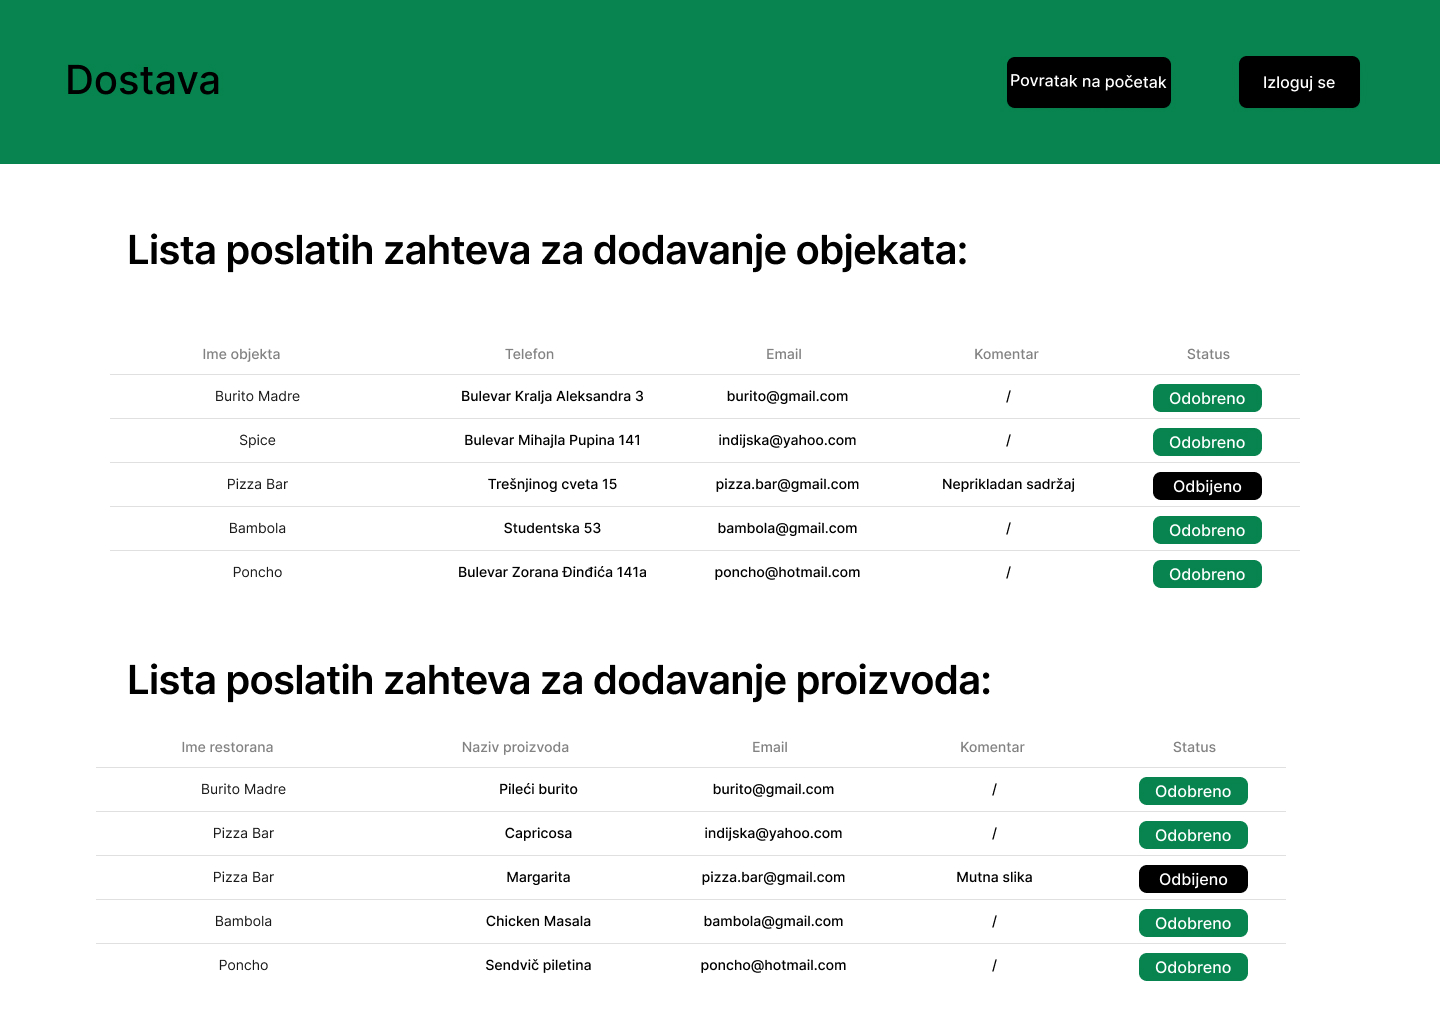 Dostava
Povratak na početak
Izloguj se
Lista poslatih zahteva za dodavanje objekata:
Ime objekta Telefon Email Komentar Status
Burito Madre Bulevar Kralja Aleksandra 3 burito@gmail.com / Odobreno
Spice Bulevar Mihajla Pupina 141 indijska@yahoo.com / Odobreno
Pizza Bar Trešnjinog cveta 15 pizza.bar@gmail.com Neprikladan sadržaj Odbijeno
Bambola Studentska 53 bambola@gmail.com / Odobreno
Poncho Bulevar Zorana Đinđića 141a poncho@hotmail.com / Odobreno
Lista poslatih zahteva za dodavanje proizvoda:
Ime restorana Naziv proizvoda Email Komentar Status
Burito Madre Pileći burito burito@gmail.com / Odobreno
Pizza Bar Capricosa indijska@yahoo.com / Odobreno
Pizza Bar Margarita pizza.bar@gmail.com Mutna slika Odbijeno
Bambola Chicken Masala bambola@gmail.com / Odobreno
Poncho Sendvič piletina poncho@hotmail.com / Odobreno